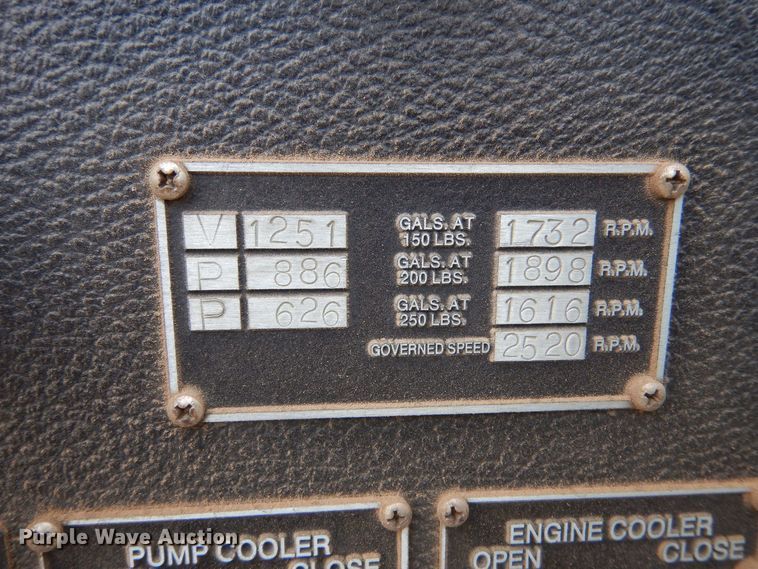 V 1251 GALS. AT 150 LBS. 1732 R.P.M.
P 886 GALS. AT 200 LBS. 1898 R.P.M.
P 626 GALS. AT 250 LBS. 1616 R.P.M.
GOVERNED SPEED 2520 R.P.M.
PUMP COOLER
CLOSE
ENGINE COOLER
OPEN CLOSE
Purple Wave Auction